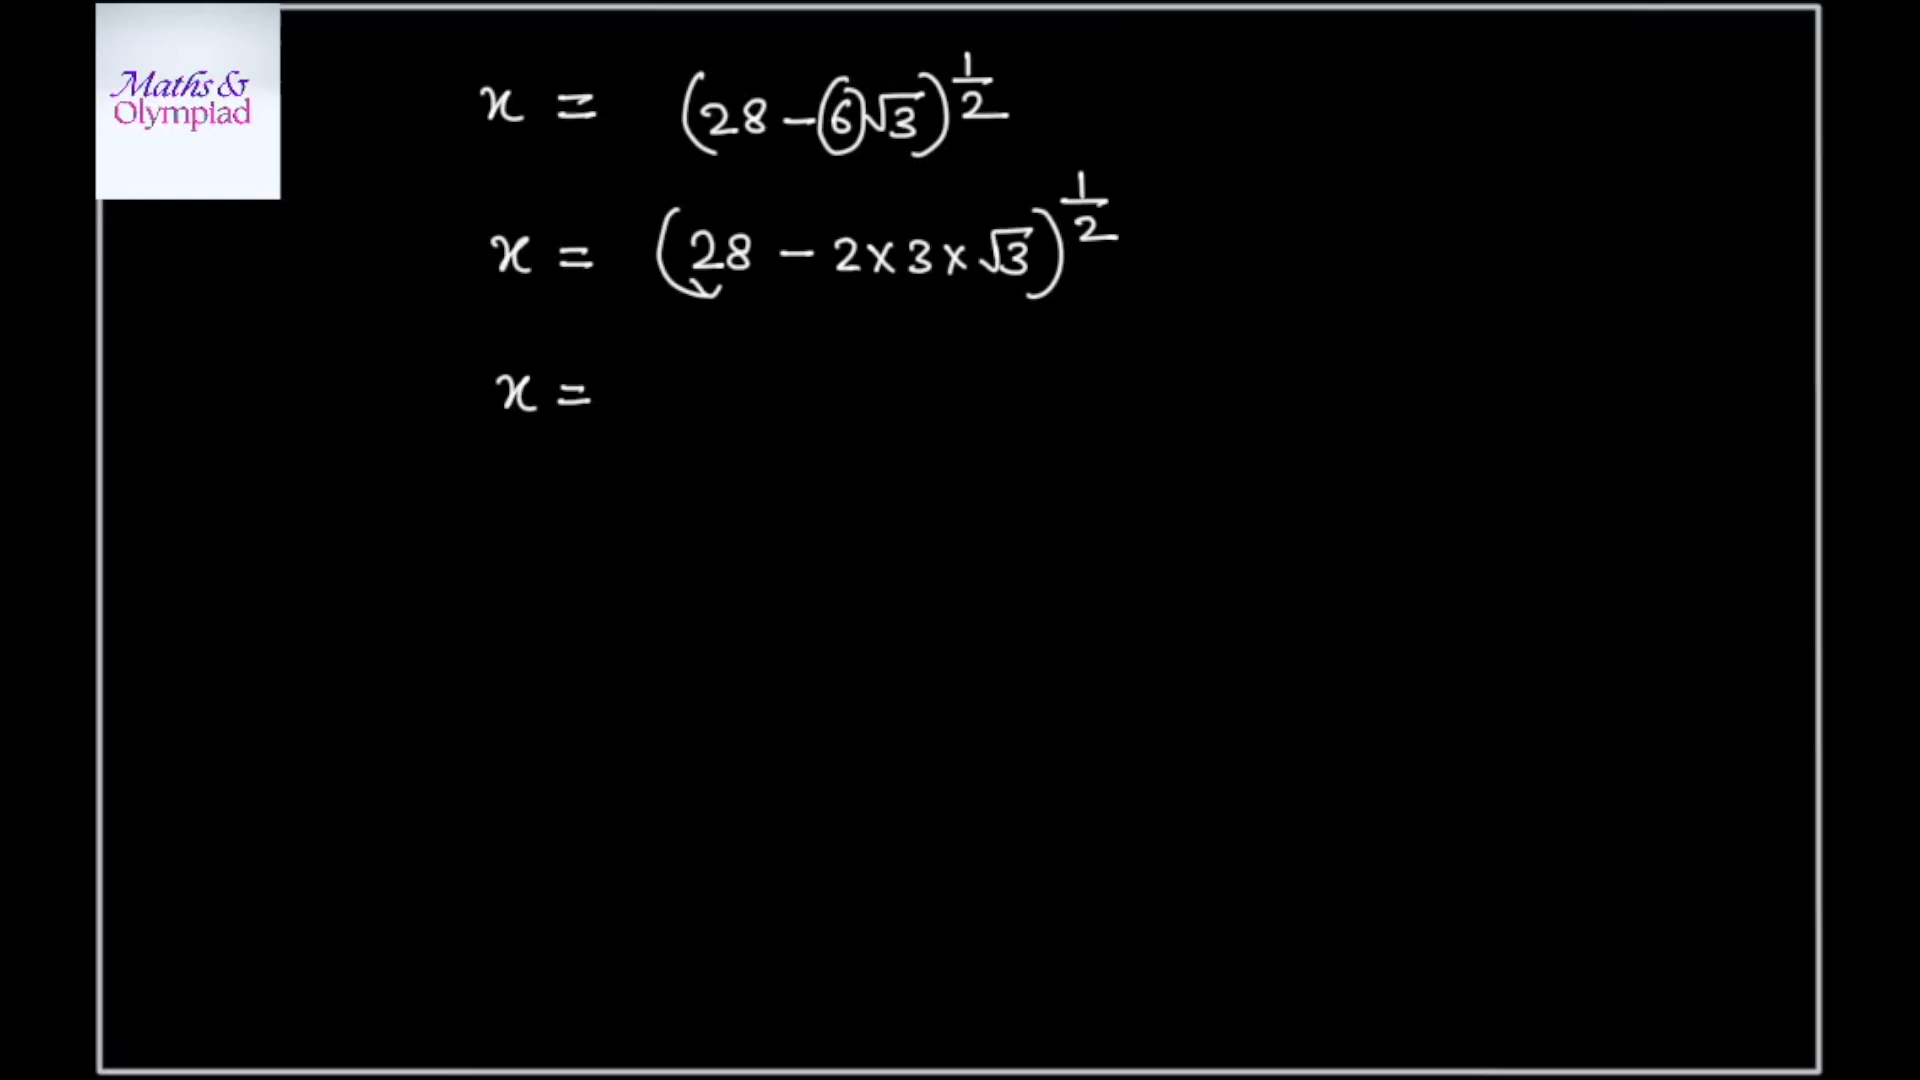 Maths &
Olympiad
x = (28 - 6√3)^(1/2)
x = (28 - 2 × 3 × √3)^(1/2)
x =